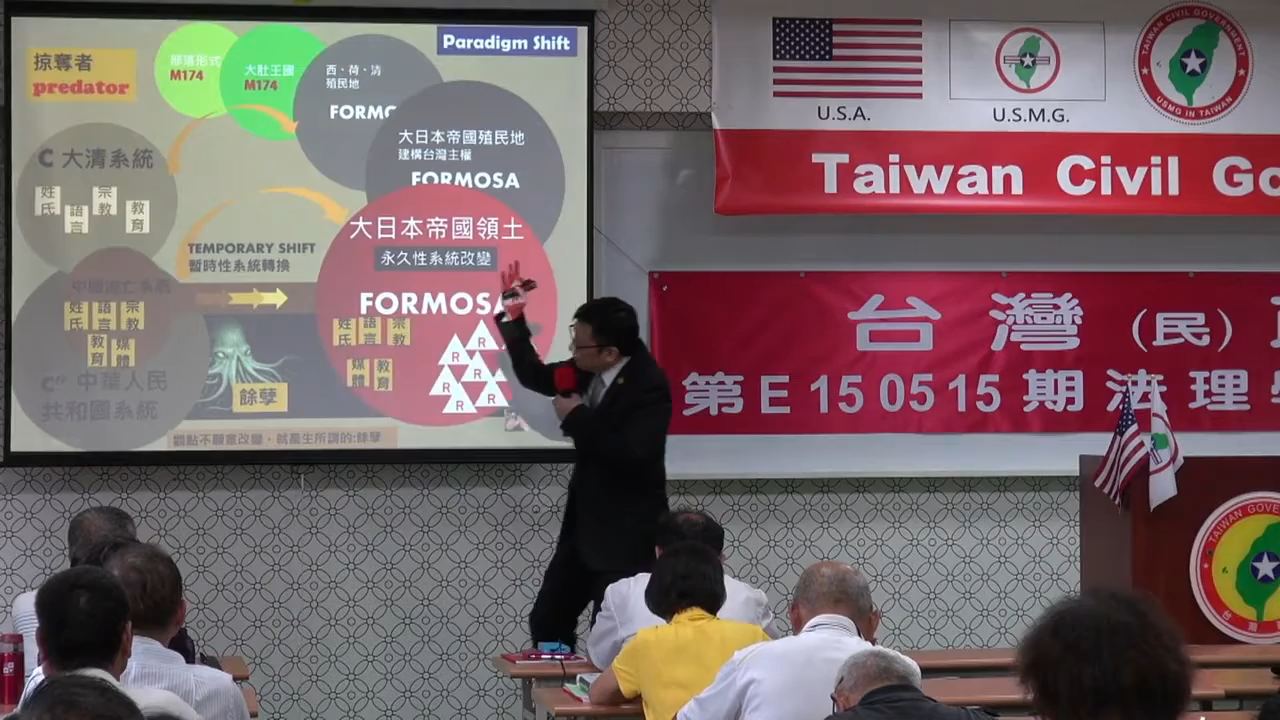 Paradigm Shift
掠奪者
predator
部落形式
M174
大肚王國
M174
西、荷、清
殖民地
FORMO
大日本帝國殖民地
建構台灣主權
FORMOSA
C 大清系統
姓氏
語言
宗教
教育
大日本帝國領土
永久性系統改變
FORMOSA
姓氏
語言
宗教
媒體
教育
R
R
R
R
R
R
TEMPORARY SHIFT
暫時性系統轉換
姓氏
語言
宗教
教育
媒體
C" 中華人民
共和國系統
餘孽
觀點不願意改變，就產生所謂的:餘孽
U.S.A.
U.S.M.G.
TAIWAN CIVIL GOVERNMENT
USMG IN TAIWAN
Taiwan Civil Go
台灣(民)
第E150515期法理
TAIWAN GOVERN
台灣